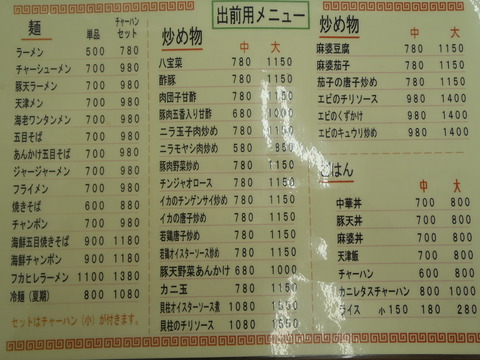 出前用メニュー
麺 単品 チャーハンセット
ラーメン 500 780
チャーシューメン 700 980
豚天ラーメン 700 980
天津メン 700 980
海老ワンタンメン 700 980
五目そば 700 980
あんかけ五目そば 700 980
ジャージャーメン 700 980
フライメン 700 980
焼きそば 600 880
チャンポン 700 980
海鮮五目焼きそば 900 1180
海鮮チャンポン 900 1180
フカヒレラーメン 1100 1380
冷麺（夏期） 800 1080
セットはチャーハン（小）が付きます。
炒め物 中 大
八宝菜 780 1150
酢豚 780 1150
肉団子甘酢 780 1150
豚肉五香入り甘酢 680 1000
ニラ玉子肉炒め 780 1150
ニラモヤシ肉炒め 580 850
豚肉野菜炒め 780 1150
チンジャオロース 780 1150
イカのチンゲンサイ炒め 780 1150
イカの唐子炒め 780 1150
若鶏唐子炒め 780 1150
若鶏オイスターソース炒め 780 1150
豚天野菜あんかけ 680 1000
カニ玉 780 1150
貝柱オイスターソース煮 1080 1550
貝柱のチリソース 1080 1550
炒め物 中 大
麻婆豆腐 780 1150
麻婆茄子 780 1150
茄子の唐子炒め 780 1150
エビのチリソース 980 1400
エビのくずかけ 980 1400
エビのキュウリ炒め 980 1400
ごはん 中 大
中華丼 700 800
豚天丼 700 800
麻婆丼 700 800
天津飯 700 800
チャーハン 600 800
カニレタスチャーハン 800 1000
ライス 小150 180 280